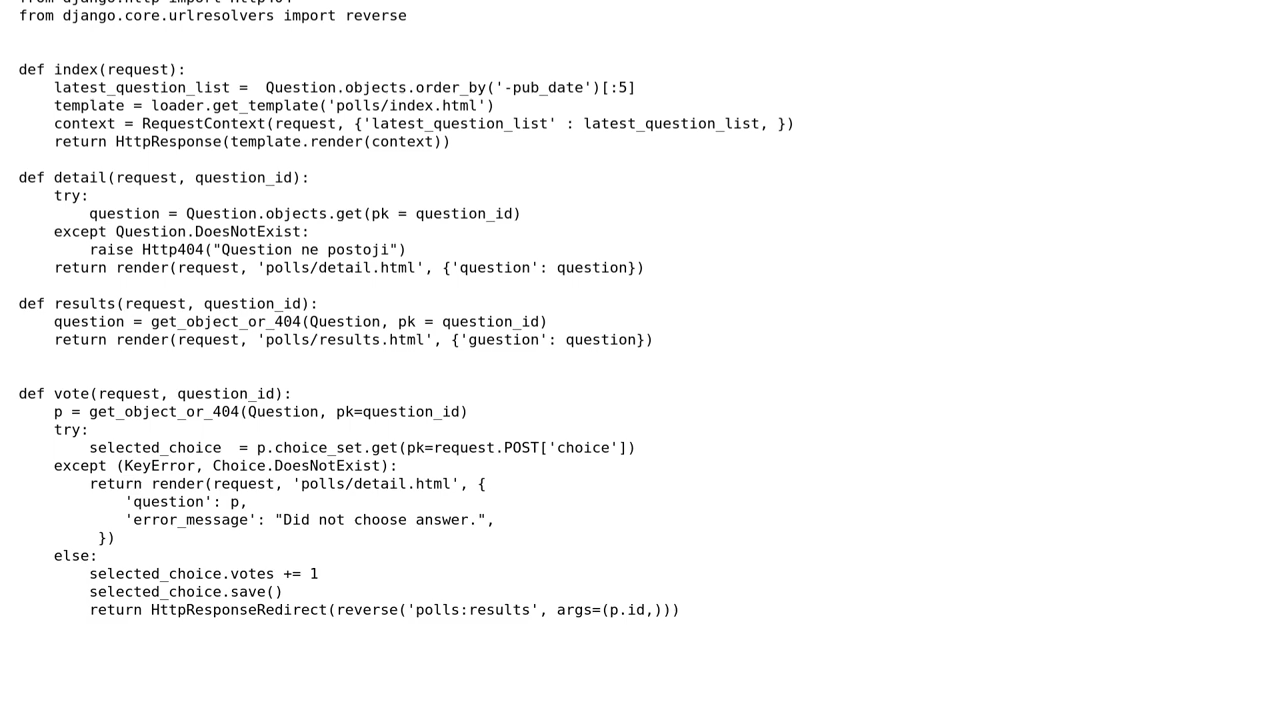 from django.http import Http404
from django.core.urlresolvers import reverse
def index(request):
    latest_question_list =  Question.objects.order_by('-pub_date')[:5]
    template = loader.get_template('polls/index.html')
    context = RequestContext(request, {'latest_question_list' : latest_question_list, })
    return HttpResponse(template.render(context))
def detail(request, question_id):
    try:
        question = Question.objects.get(pk = question_id)
    except Question.DoesNotExist:
        raise Http404("Question ne postoji")
    return render(request, 'polls/detail.html', {'question': question})
def results(request, question_id):
    question = get_object_or_404(Question, pk = question_id)
    return render(request, 'polls/results.html', {'guestion': question})
def vote(request, question_id):
    p = get_object_or_404(Question, pk=question_id)
    try:
        selected_choice  = p.choice_set.get(pk=request.POST['choice'])
    except (KeyError, Choice.DoesNotExist):
        return render(request, 'polls/detail.html', {
            'question': p,
            'error_message': "Did not choose answer.",
         })
    else:
        selected_choice.votes += 1
        selected_choice.save()
        return HttpResponseRedirect(reverse('polls:results', args=(p.id,)))